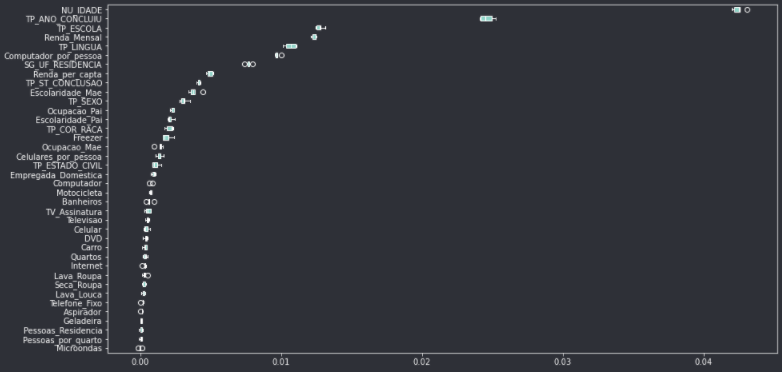 NU_IDADE
TP_ANO_CONCLUIU
TP_ESCOLA
Renda_Mensal
TP_LINGUA
Computador_por_pessoa
SG_UF_RESIDENCIA
Renda_per_capta
TP_ST_CONCLUSAO
Escolaridade_Mae
TP_SEXO
Ocupacao_Pai
Escolaridade_Pai
TP_COR_RACA
Freezer
Ocupacao_Mae
Celulares_por_pessoa
TP_ESTADO_CIVIL
Empregada_Domestica
Computador
Motocicleta
Banheiros
TV_Assinatura
Televisao
Celular
DVD
Carro
Quartos
Internet
Lava_Roupa
Seca_Roupa
Lava_Louca
Telefone_Fixo
Aspirador
Geladeira
Pessoas_Residencia
Pessoas_por_quarto
Microondas
0.00 0.01 0.02 0.03 0.04